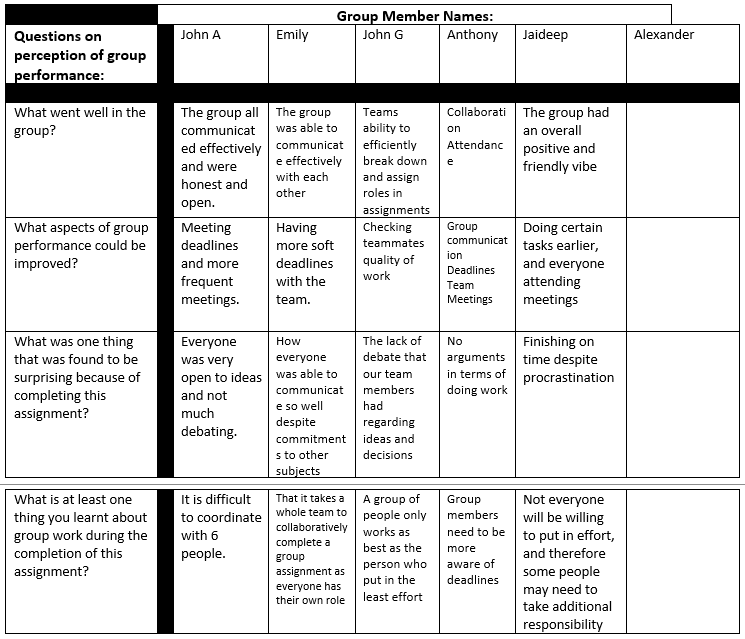 Group Member Names:
Questions on
perception of group
performance:
John A
Emily
John G
Anthony
Jaideep
Alexander
What went well in the
group?
The group all
communicat
ed effectively
and were
honest and
open.
The group
was able to
communicat
e effectively
with each
other
Teams
ability to
efficiently
break down
and assign
roles in
assignments
Collaborati
on
Attendanc
e
The group had
an overall
positive and
friendly vibe
What aspects of group
performance could be
improved?
Meeting
deadlines
and more
frequent
meetings.
Having
more soft
deadlines
with the
team.
Checking
teammates
quality of
work
Group
communicat
ion
Deadlines
Team
Meetings
Doing certain
tasks earlier,
and everyone
attending
meetings
What was one thing
that was found to be
surprising because of
completing this
assignment?
Everyone
was very
open to ideas
and not
much
debating.
How
everyone
was able to
communicat
e so well
despite
commitment
s to other
subjects
The lack of
debate that
our team
members
had
regarding
ideas and
decisions
No
arguments
in terms of
doing work
Finishing on
time despite
procrastination
What is at least one
thing you learnt about
group work during the
completion of this
assignment?
It is difficult
to coordinate
with 6
people.
That it takes a
whole team to
collaboratively
complete a
group
assignment as
everyone has
their own role
A group of
people only
works as
best as the
person who
put in the
least effort
Group
members
need to be
more
aware of
deadlines
Not everyone
will be willing
to put in effort,
and therefore
some people
may need to
take additional
responsibility